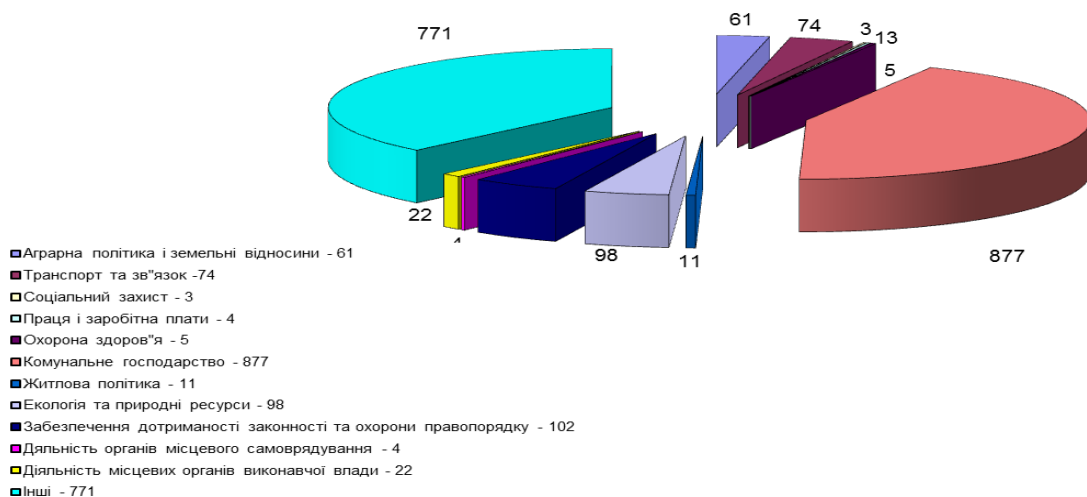 771
61
74
3
13
5
22
4
98
11
877
Аграрна політика і земельні відносини - 61
Транспорт та зв"язок -74
Соціальний захист - 3
Праця і заробітна плати - 4
Охорона здоров"я - 5
Комунальне господарство - 877
Житлова політика - 11
Екологія та природні ресурси - 98
Забезпечення дотриманості законності та охорони правопорядку - 102
Дяльність органів місцевого самоврядування - 4
Діяльність місцевих органів виконавчої влади - 22
Інші - 771